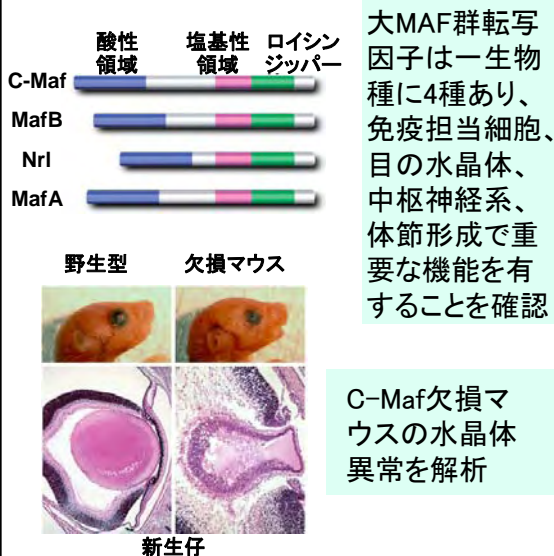 酸性
領域
塩基性
領域
ロイシン
ジッパー
C-Maf
MafB
Nrl
MafA
大MAF群転写
因子は一生物
種に4種あり、
免疫担当細胞、
目の水晶体、
中枢神経系、
体節形成で重
要な機能を有
することを確認
野生型 欠損マウス
C-Maf欠損マ
ウスの水晶体
異常を解析
新生仔